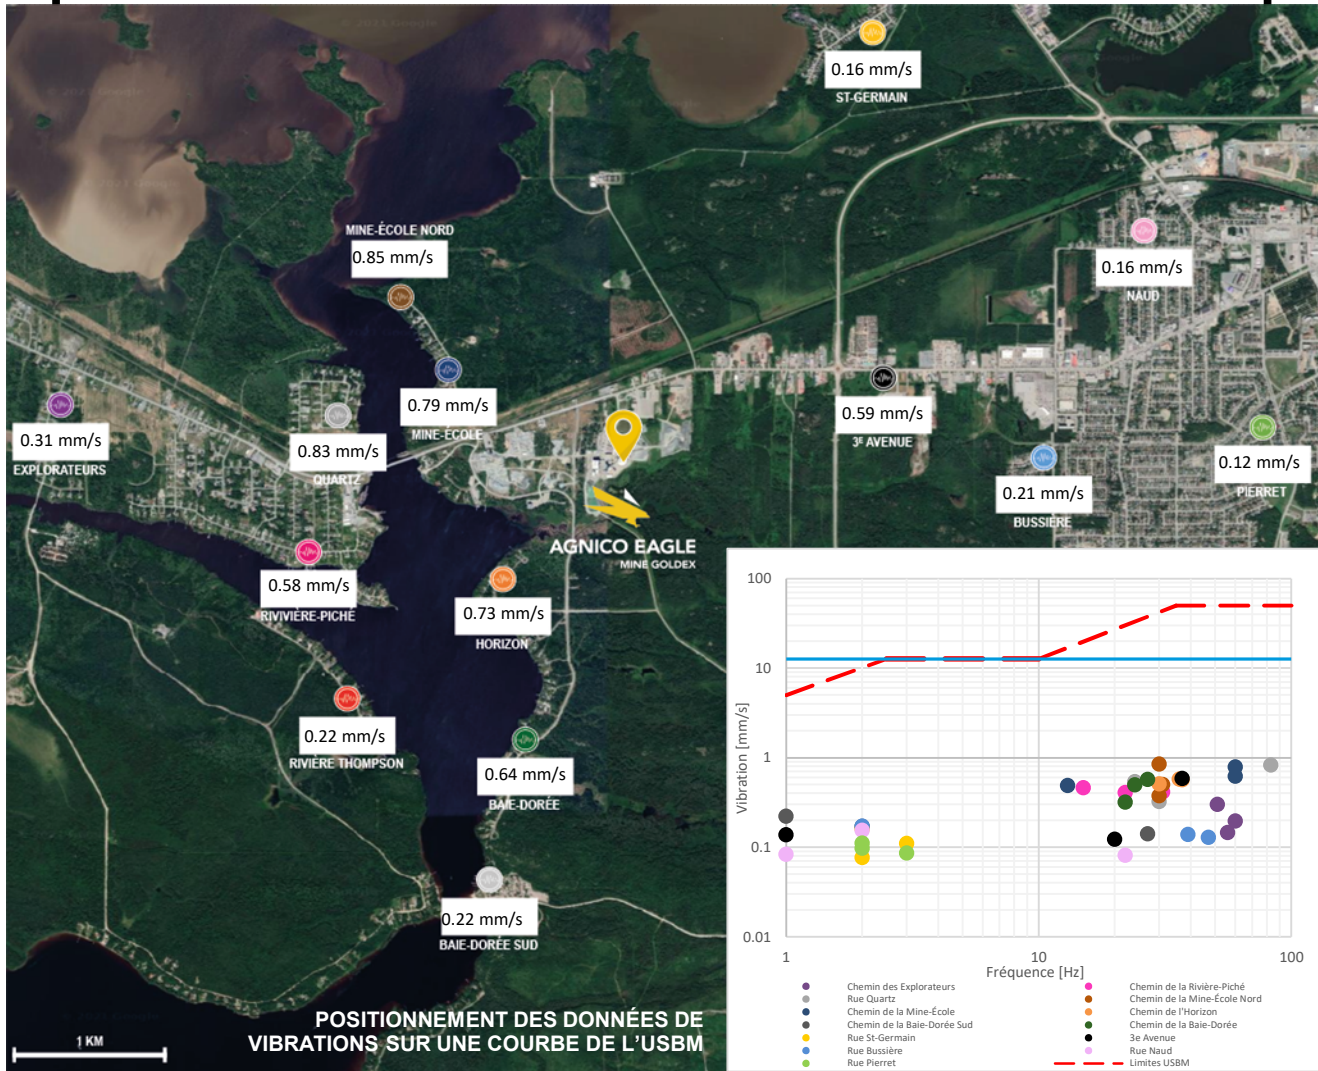 0.16 mm/s
ST-GERMAIN
MINE-ÉCOLE NORD
0.85 mm/s
0.16 mm/s
NAUD
0.31 mm/s
EXPLORATEURS
0.83 mm/s
QUARTZ
0.79 mm/s
MINE-ÉCOLE
0.59 mm/s
3E AVENUE
0.21 mm/s
BUSSIÈRE
0.12 mm/s
PIERRET
AGNICO EAGLE
MINE GOLDEX
0.58 mm/s
RIVIVIÈRE-PICHÉ
0.73 mm/s
HORIZON
0.22 mm/s
RIVIÈRE THOMPSON
0.64 mm/s
BAIE-DORÉE
0.22 mm/s
BAIE-DORÉE SUD
POSITIONNEMENT DES DONNÉES DE
VIBRATIONS SUR UNE COURBE DE L'USBM
1 KM
Vibration [mm/s]
100
10
1
0.1
0.01
1
10
100
Fréquence [Hz]
Chemin des Explorateurs
Chemin de la Rivière-Piché
Rue Quartz
Chemin de la Mine-École Nord
Chemin de la Mine-École
Chemin de l'Horizon
Chemin de la Baie-Dorée Sud
Chemin de la Baie-Dorée
Rue St-Germain
3e Avenue
Rue Bussière
Rue Naud
Rue Pierret
Limites USBM